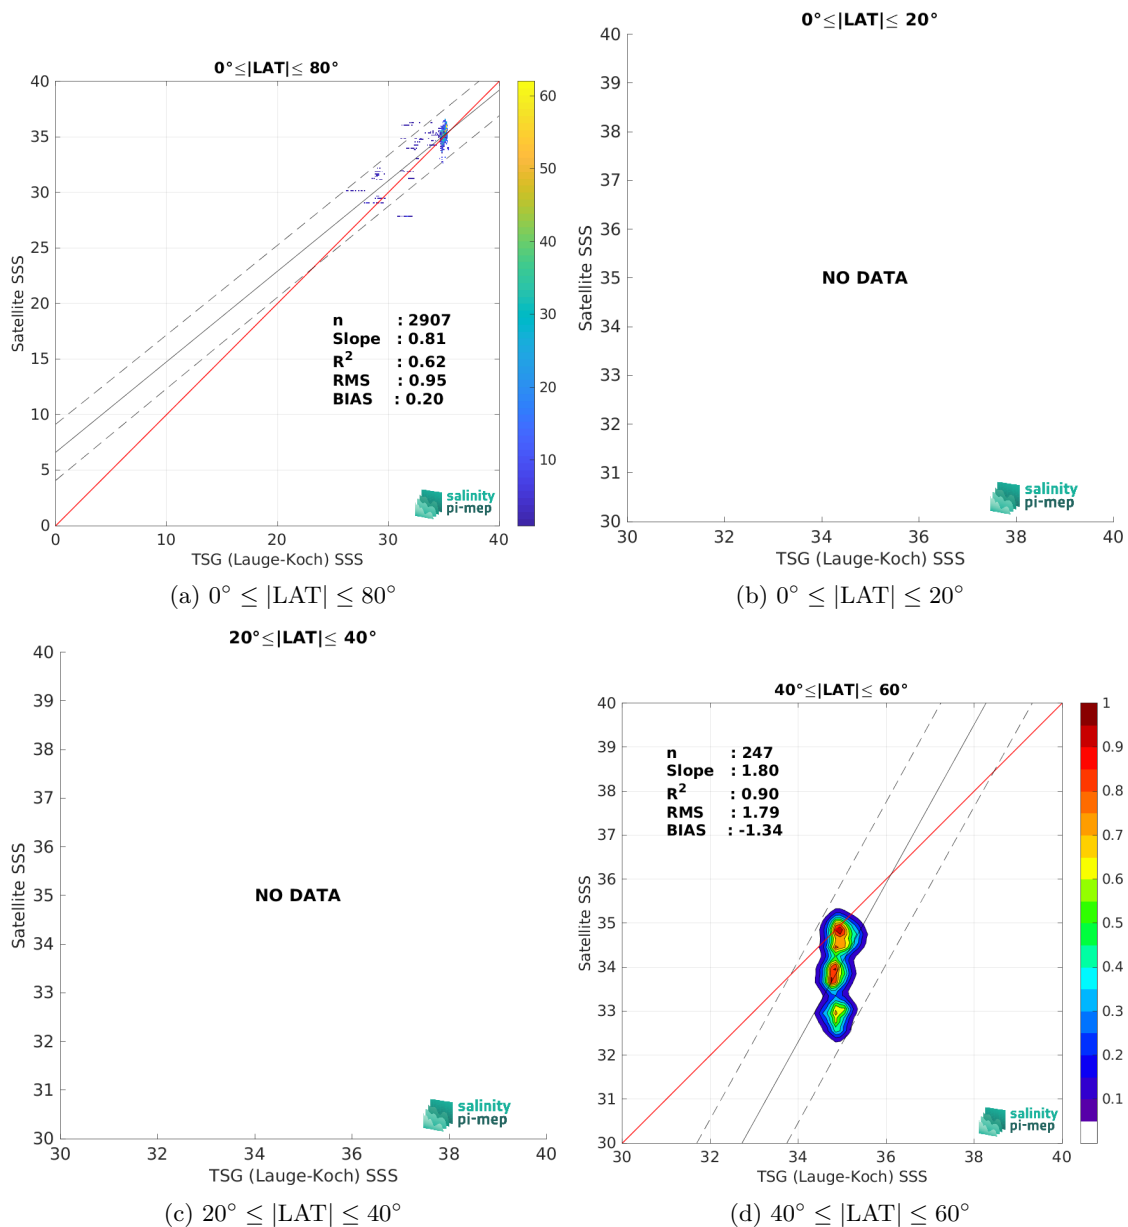 0°≤|LAT|≤ 80°
40
35
30
25
20
15
10
5
0
Satellite SSS
0
10
20
30
40
TSG (Lauge-Koch) SSS
n : 2907
Slope : 0.81
R² : 0.62
RMS : 0.95
BIAS : 0.20
salinity
pi-mep
60
50
40
30
20
10
(a) 0° ≤ |LAT| ≤ 80°
0°≤|LAT|≤ 20°
40
39
38
37
36
35
34
33
32
31
30
Satellite SSS
NO DATA
30
32
34
36
38
40
TSG (Lauge-Koch) SSS
salinity
pi-mep
(b) 0° ≤ |LAT| ≤ 20°
20°≤|LAT|≤ 40°
40
39
38
37
36
35
34
33
32
31
30
Satellite SSS
NO DATA
30
32
34
36
38
40
TSG (Lauge-Koch) SSS
salinity
pi-mep
(c) 20° ≤ |LAT| ≤ 40°
40°≤|LAT|≤ 60°
40
39
38
37
36
35
34
33
32
31
30
Satellite SSS
n : 247
Slope : 1.80
R² : 0.90
RMS : 1.79
BIAS : -1.34
30
32
34
36
38
40
TSG (Lauge-Koch) SSS
salinity
pi-mep
1
0.9
0.8
0.7
0.6
0.5
0.4
0.3
0.2
0.1
(d) 40° ≤ |LAT| ≤ 60°